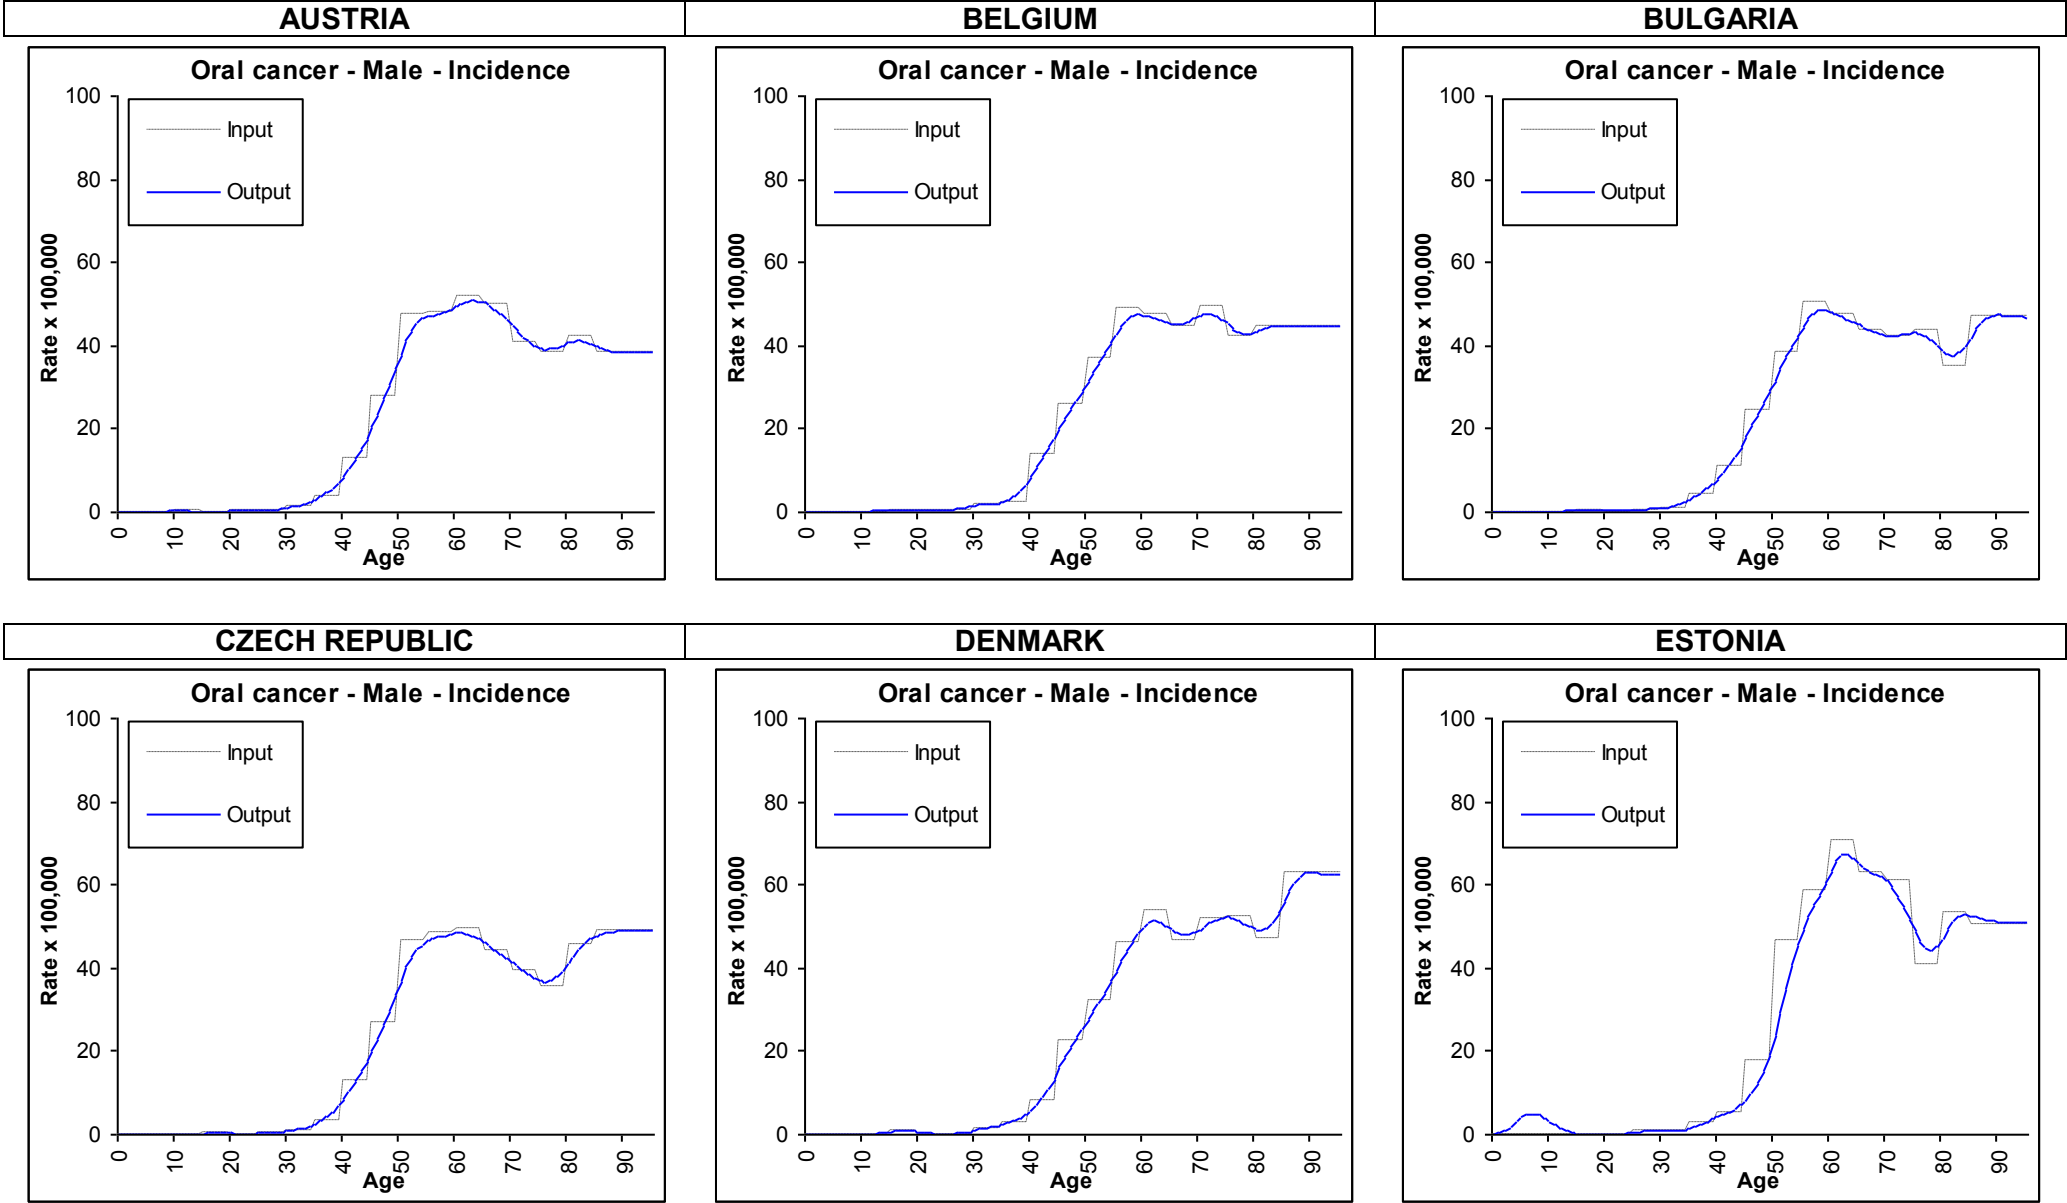 AUSTRIA BELGIUM BULGARIA
Oral cancer - Male - Incidence
100
80
60
40
20
0
Input
Output
Rate x 100,000
0 10 20 30 40 50 60 70 80 90
Age
Oral cancer - Male - Incidence
100
80
60
40
20
0
Input
Output
Rate x 100,000
0 10 20 30 40 50 60 70 80 90
Age
Oral cancer - Male - Incidence
100
80
60
40
20
0
Input
Output
Rate x 100,000
0 10 20 30 40 50 60 70 80 90
Age
CZECH REPUBLIC DENMARK ESTONIA
Oral cancer - Male - Incidence
100
80
60
40
20
0
Input
Output
Rate x 100,000
0 10 20 30 40 50 60 70 80 90
Age
Oral cancer - Male - Incidence
100
80
60
40
20
0
Input
Output
Rate x 100,000
0 10 20 30 40 50 60 70 80 90
Age
Oral cancer - Male - Incidence
100
80
60
40
20
0
Input
Output
Rate x 100,000
0 10 20 30 40 50 60 70 80 90
Age